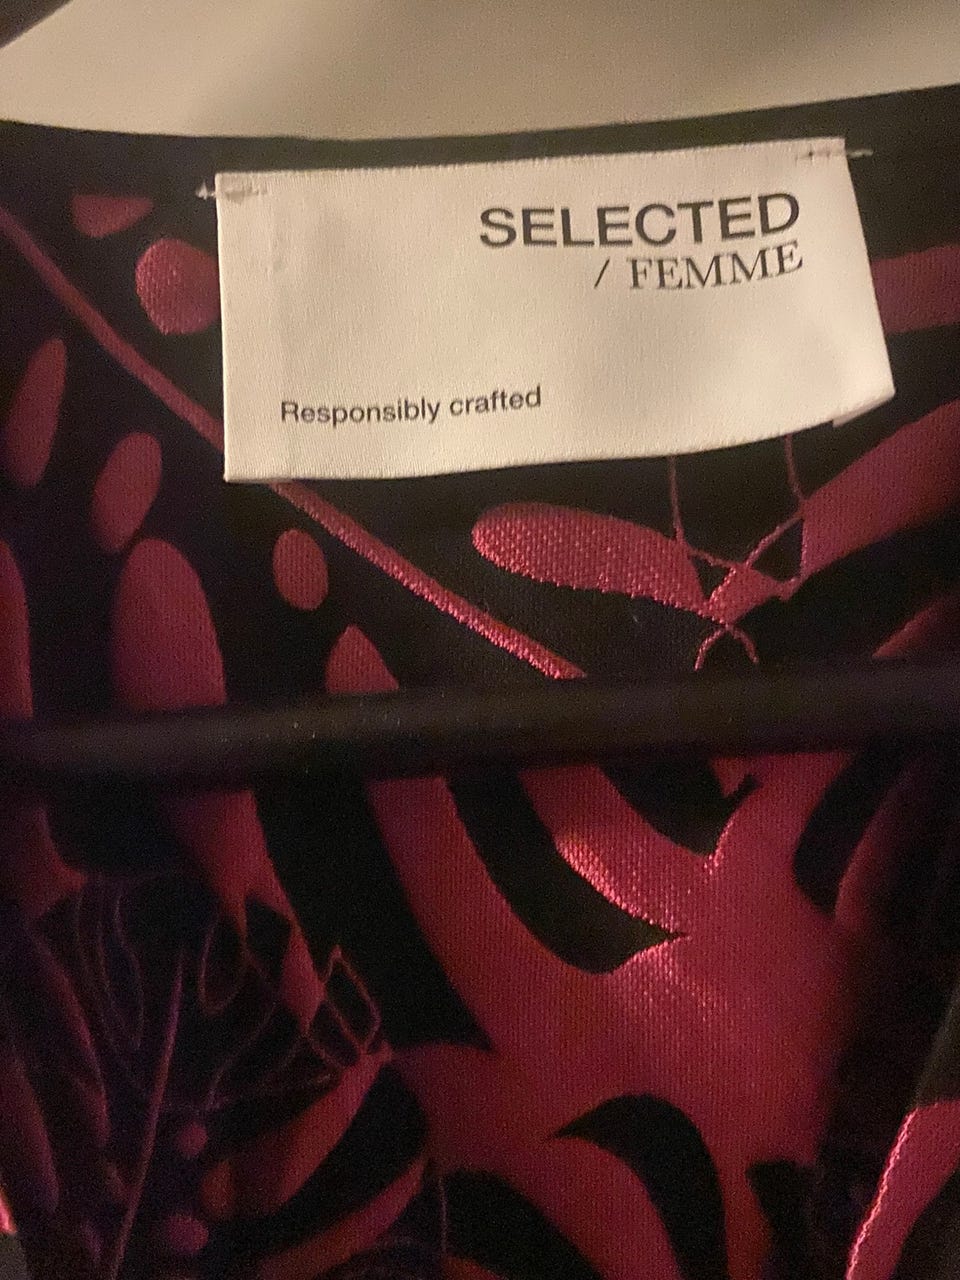 SELECTED
/ FEMME
Responsibly crafted